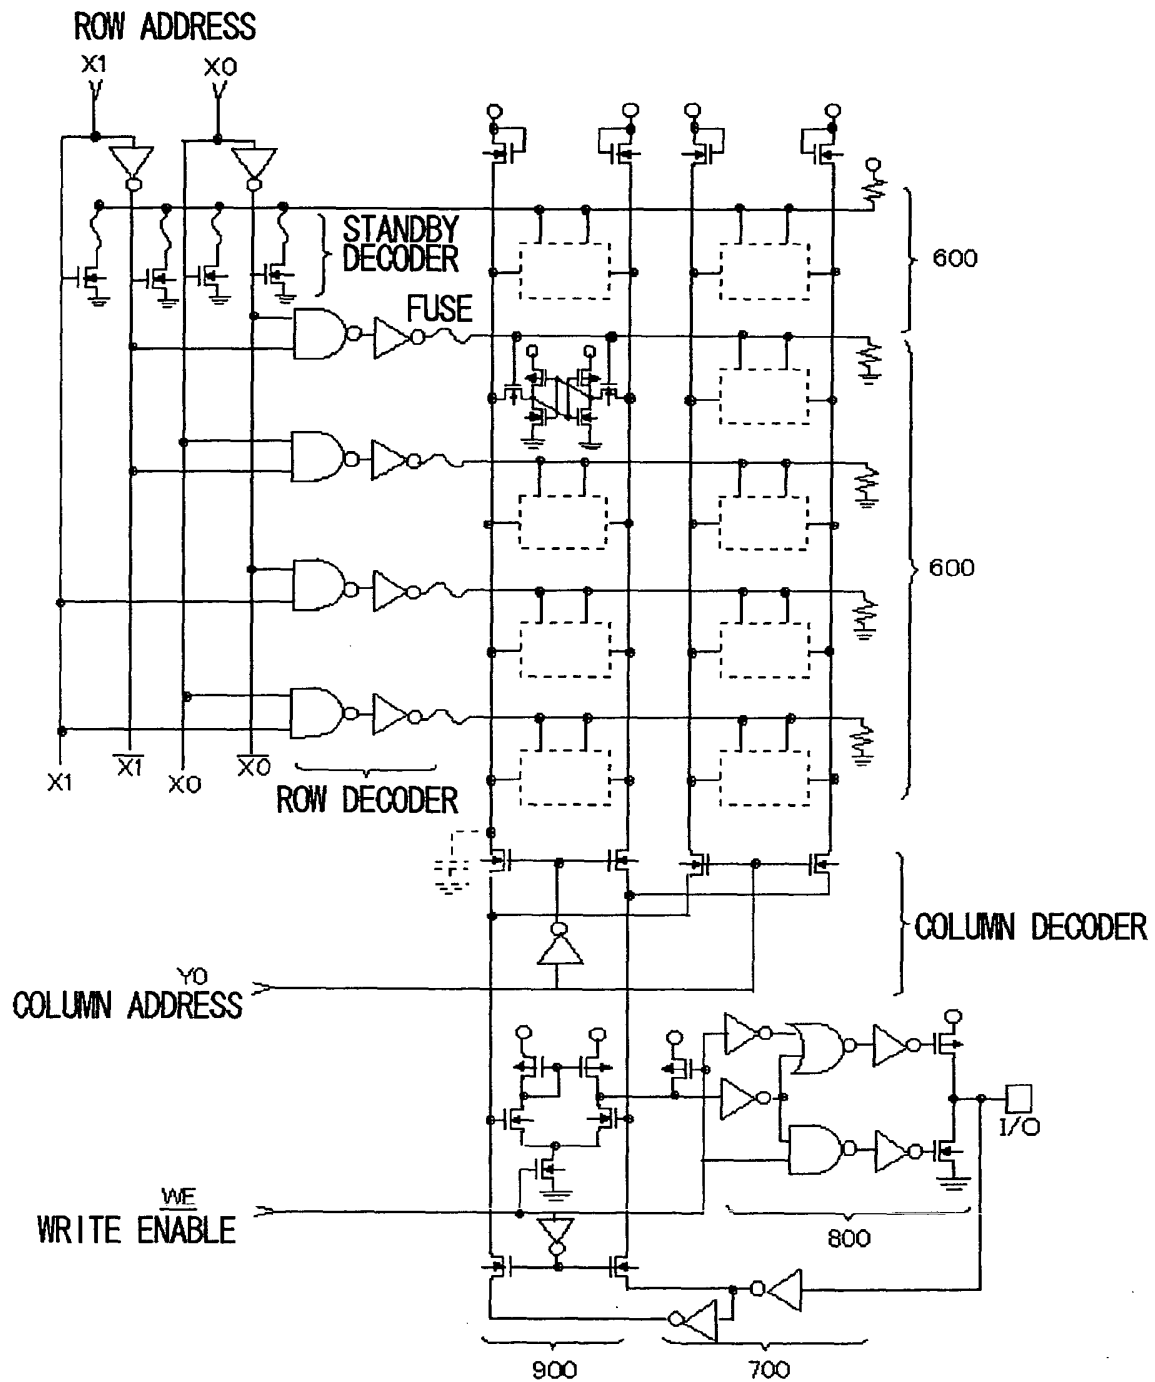 ROW ADDRESS
X1
X0
STANDBY
DECODER
600
FUSE
600
X1
X1
X0
X0
ROW DECODER
COLUMN DECODER
Y0
COLUMN ADDRESS
I/O
WE
WRITE ENABLE
800
900
700